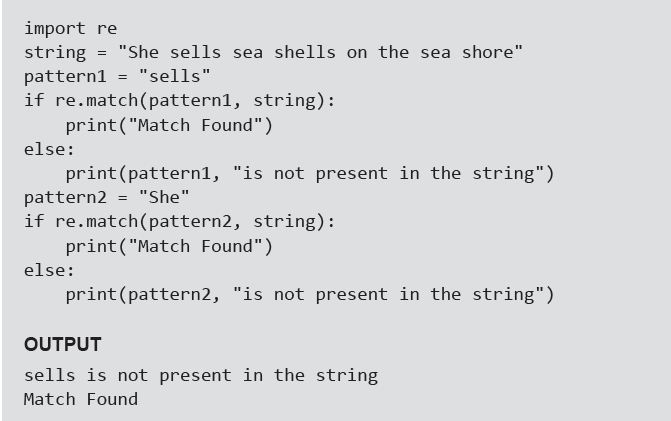 import re
string = "She sells sea shells on the sea shore"
pattern1 = "sells"
if re.match(pattern1, string):
    print("Match Found")
else:
    print(pattern1, "is not present in the string")
pattern2 = "She"
if re.match(pattern2, string):
    print("Match Found")
else:
    print(pattern2, "is not present in the string")
OUTPUT
sells is not present in the string
Match Found